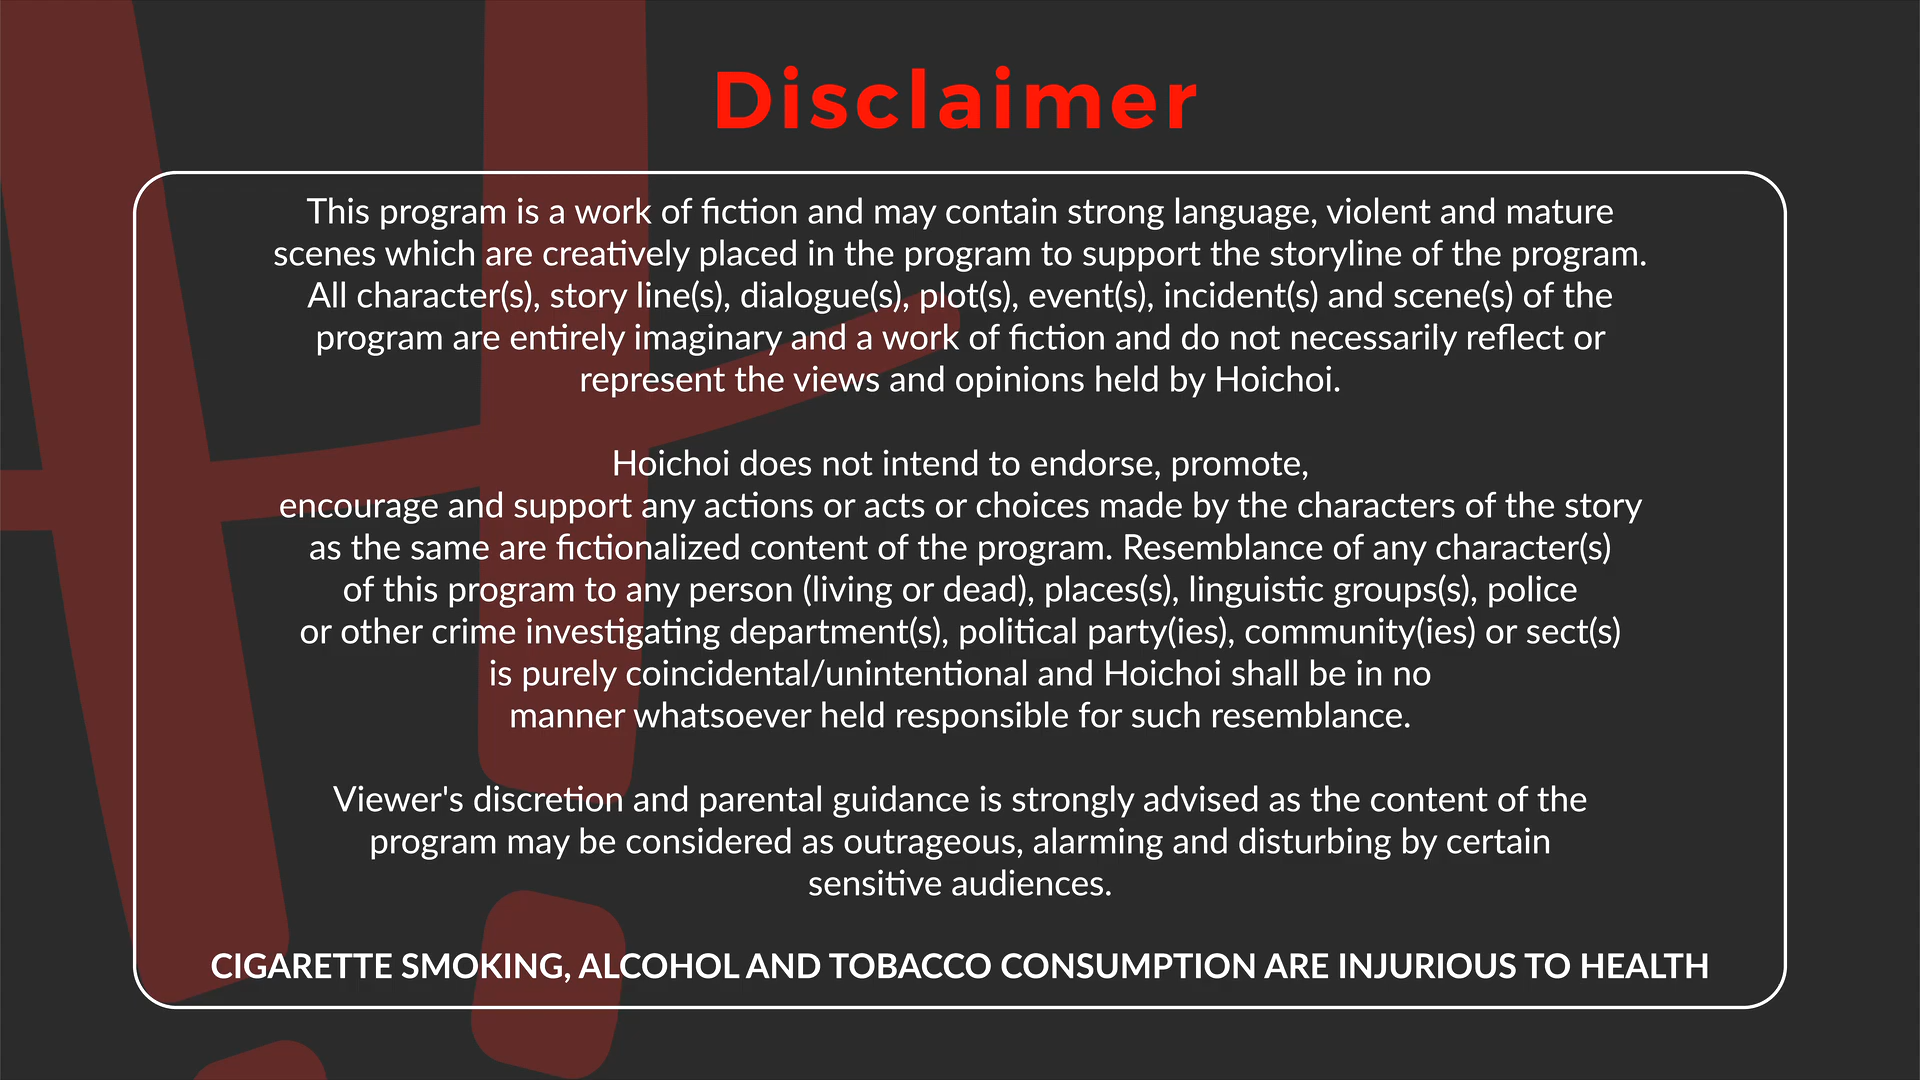 Disclaimer
This program is a work of fiction and may contain strong language, violent and mature
scenes which are creatively placed in the program to support the storyline of the program.
All character(s), story line(s), dialogue(s), plot(s), event(s), incident(s) and scene(s) of the
program are entirely imaginary and a work of fiction and do not necessarily reflect or
represent the views and opinions held by Hoichoi.
Hoichoi does not intend to endorse, promote,
encourage and support any actions or acts or choices made by the characters of the story
as the same are fictionalized content of the program. Resemblance of any character(s)
of this program to any person (living or dead), places(s), linguistic groups(s), police
or other crime investigating department(s), political party(ies), community(ies) or sect(s)
is purely coincidental/unintentional and Hoichoi shall be in no
manner whatsoever held responsible for such resemblance.
Viewer's discretion and parental guidance is strongly advised as the content of the
program may be considered as outrageous, alarming and disturbing by certain
sensitive audiences.
CIGARETTE SMOKING, ALCOHOL AND TOBACCO CONSUMPTION ARE INJURIOUS TO HEALTH